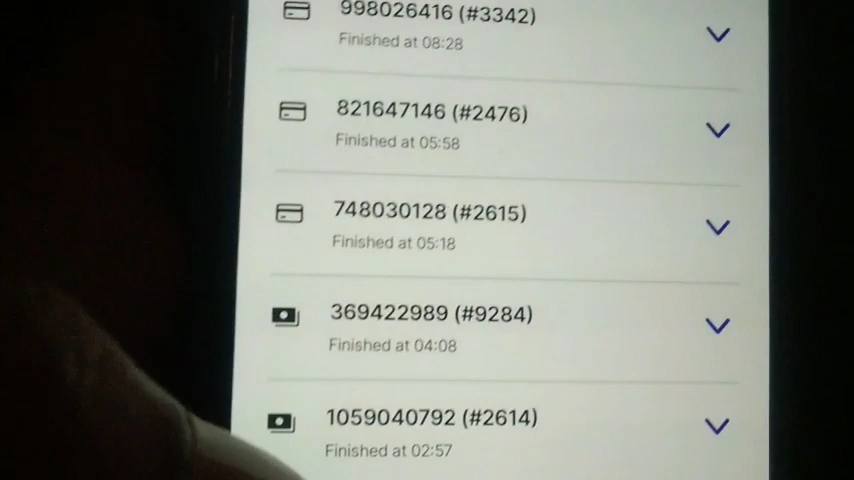 998026416 (#3342)
Finished at 08:28
821647146 (#2476)
Finished at 05:58
748030128 (#2615)
Finished at 05:18
369422989 (#9284)
Finished at 04:08
1059040792 (#2614)
Finished at 02:57